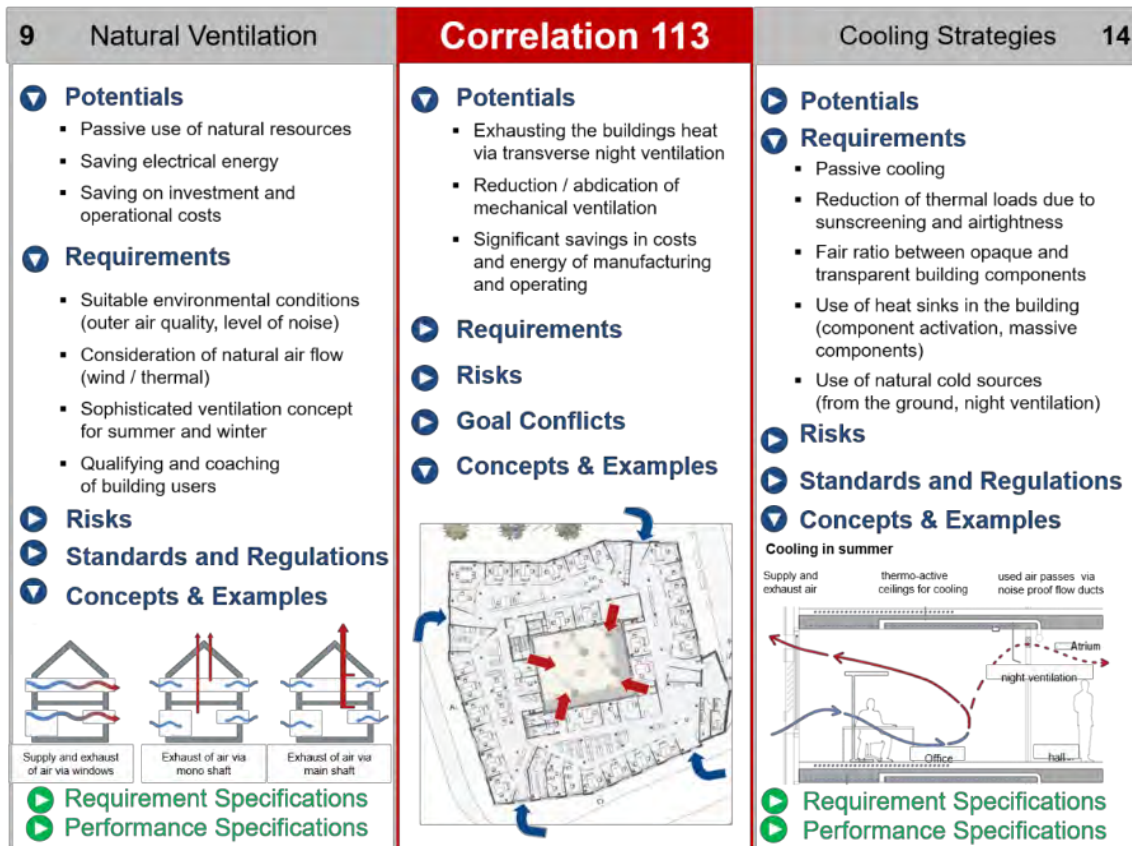 9 Natural Ventilation
Potentials
▪ Passive use of natural resources
▪ Saving electrical energy
▪ Saving on investment and
operational costs
Requirements
▪ Suitable environmental conditions
(outer air quality, level of noise)
▪ Consideration of natural air flow
(wind / thermal)
▪ Sophisticated ventilation concept
for summer and winter
▪ Qualifying and coaching
of building users
Risks
Standards and Regulations
Concepts & Examples
Supply and exhaust
of air via windows
Exhaust of air via
mono shaft
Exhaust of air via
main shaft
Requirement Specifications
Performance Specifications
Correlation 113
Potentials
▪ Exhausting the buildings heat
via transverse night ventilation
▪ Reduction / abdication of
mechanical ventilation
▪ Significant savings in costs
and energy of manufacturing
and operating
Requirements
Risks
Goal Conflicts
Concepts & Examples
Cooling Strategies 14
Potentials
Requirements
▪ Passive cooling
▪ Reduction of thermal loads due to
sunscreening and airtightness
▪ Fair ratio between opaque and
transparent building components
▪ Use of heat sinks in the building
(component activation, massive
components)
▪ Use of natural cold sources
(from the ground, night ventilation)
Risks
Standards and Regulations
Concepts & Examples
Cooling in summer
Supply and
exhaust air
thermo-active
ceilings for cooling
used air passes via
noise proof flow ducts
Atrium
night ventilation
Office
hall
Requirement Specifications
Performance Specifications